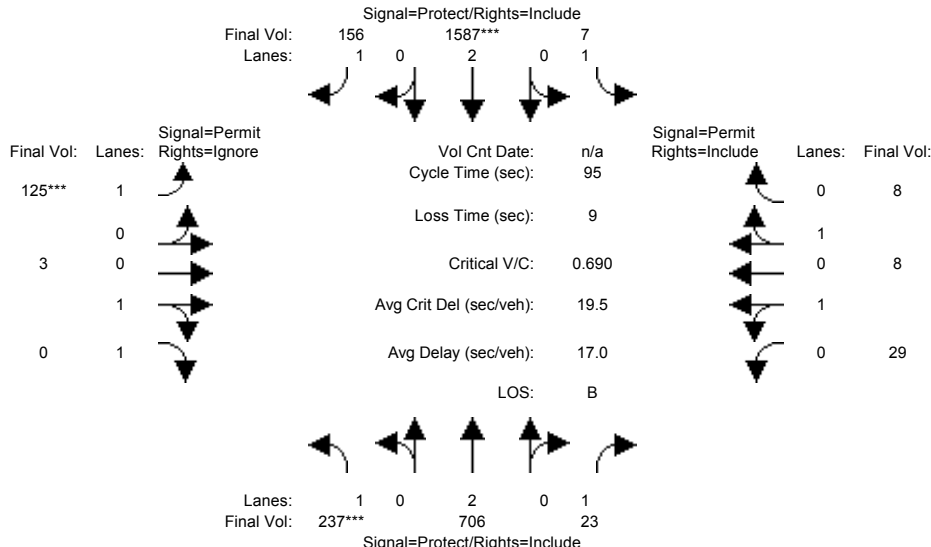 Signal=Protect/Rights=Include
Final Vol: 156 1587*** 7
Lanes: 1 0 2 0 1
Signal=Permit Signal=Permit
Final Vol: Lanes: Rights=Ignore Vol Cnt Date: n/a Rights=Include Lanes: Final Vol:
Cycle Time (sec): 95
125*** 1 0 8
Loss Time (sec): 9
0 1
3 0 Critical V/C: 0.690 0 8
1 Avg Crit Del (sec/veh): 19.5 1
0 1 Avg Delay (sec/veh): 17.0 0 29
LOS: B
Lanes: 1 0 2 0 1
Final Vol: 237*** 706 23
Signal=Protect/Rights=Include